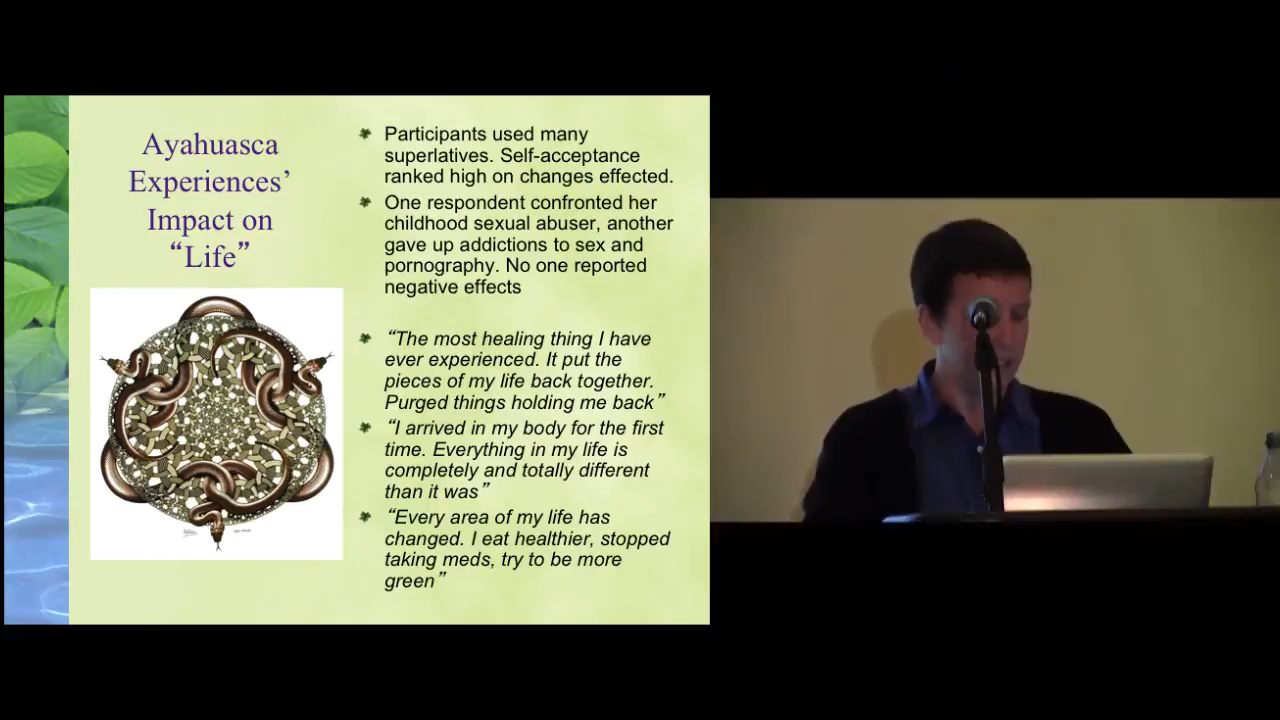 Ayahuasca
Experiences’
Impact on
“Life”
Participants used many
superlatives. Self-acceptance
ranked high on changes effected.
One respondent confronted her
childhood sexual abuser, another
gave up addictions to sex and
pornography. No one reported
negative effects
“The most healing thing I have
ever experienced. It put the
pieces of my life back together.
Purged things holding me back”
“I arrived in my body for the first
time. Everything in my life is
completely and totally different
than it was”
“Every area of my life has
changed. I eat healthier, stopped
taking meds, try to be more
green”